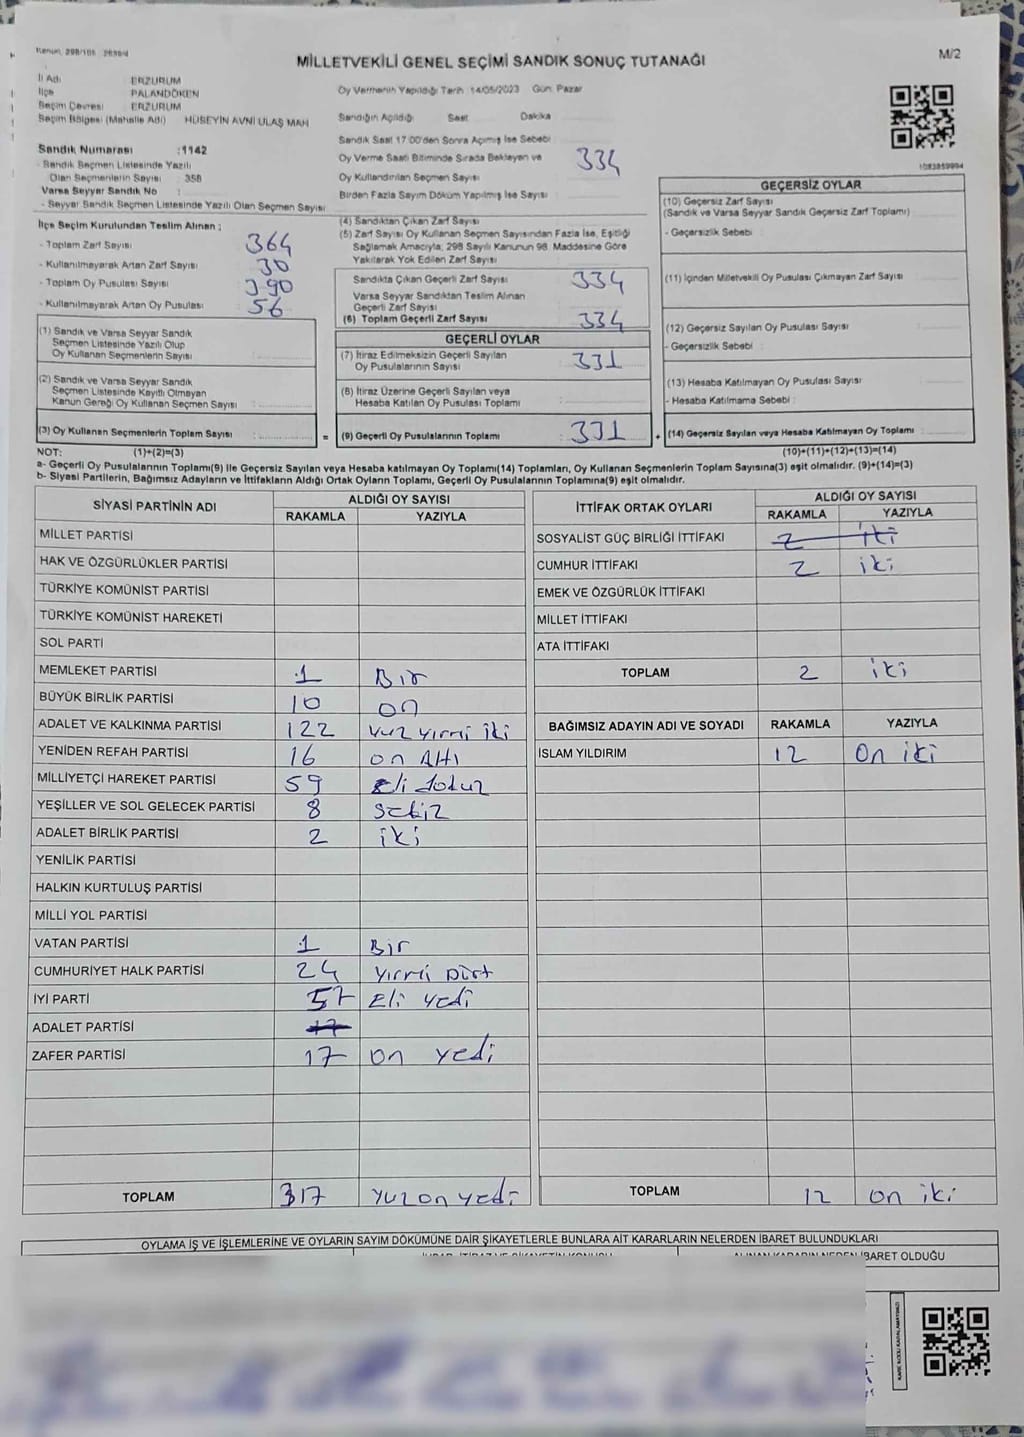 Kanun: 298/105
MİLLETVEKİLİ GENEL SEÇİMİ SANDIK SONUÇ TUTANAĞI
M/2
İl Adı : ERZURUM
İlçe : PALANDÖKEN
Seçim Çevresi : ERZURUM
Seçim Bölgesi (Mahalle Adı) HÜSEYİN AVNİ ULAŞ MAH
Oy Vermenin Yapıldığı Tarih: 14/05/2023 Gün: Pazar
Sandığın Açıldığı Saat Dakika
Sandık Saat 17:00'den Sonra Açılmış İse Sebebi
Sandık Numarası :1142
- Sandık Seçmen Listesinde Yazılı
Olan Seçmenlerin Sayısı : 358
Varsa Seyyar Sandık No :
- Seyyar Sandık Seçmen Listesinde Yazılı Olan Seçmen Sayısı
Oy Verme Saati Bitiminde Sırada Bekleyen ve
Oy Kullandırılan Seçmen Sayısı 334
Birden Fazla Sayım Döküm Yapılmış İse Sayısı
1083859994
İlçe Seçim Kurulundan Teslim Alınan ;
- Toplam Zarf Sayısı : 364
- Kullanılmayarak Artan Zarf Sayısı : 30
- Toplam Oy Pusulası Sayısı : 390
- Kullanılmayarak Artan Oy Pusulası : 56
(1) Sandık ve Varsa Seyyar Sandık
Seçmen Listesinde Yazılı Olup
Oy Kullanan Seçmenlerin Sayısı :
(2) Sandık ve Varsa Seyyar Sandık
Seçmen Listesinde Kayıtlı Olmayan
Kanun Gereği Oy Kullanan Seçmen Sayısı :
(3) Oy Kullanan Seçmenlerin Toplam Sayısı :
(4) Sandıktan Çıkan Zarf Sayısı
(5) Zarf Sayısı Oy Kullanan Seçmen Sayısından Fazla İse, Eşitliği
Sağlamak Amacıyla; 298 Sayılı Kanunun 98. Maddesine Göre
Yakılarak Yok Edilen Zarf Sayısı :
Sandıkta Çıkan Geçerli Zarf Sayısı 334
Varsa Seyyar Sandıktan Teslim Alınan
Geçerli Zarf Sayısı
(6) Toplam Geçerli Zarf Sayısı : 334
GEÇERLİ OYLAR
(7) İtiraz Edilmeksizin Geçerli Sayılan
Oy Pusulalarının Sayısı : 331
(8) İtiraz Üzerine Geçerli Sayılan veya
Hesaba Katılan Oy Pusulası Toplamı :
= (9) Geçerli Oy Pusulalarının Toplamı : 331
GEÇERSİZ OYLAR
(10) Geçersiz Zarf Sayısı
(Sandık ve Varsa Seyyar Sandık Geçersiz Zarf Toplamı)
- Geçersizlik Sebebi :
(11) İçinden Milletvekili Oy Pusulası Çıkmayan Zarf Sayısı
(12) Geçersiz Sayılan Oy Pusulası Sayısı :
- Geçersizlik Sebebi :
(13) Hesaba Katılmayan Oy Pusulası Sayısı
- Hesaba Katılmama Sebebi :
+ (14) Geçersiz Sayılan veya Hesaba Katılmayan Oy Toplamı :
NOT: (1)+(2)=(3) (10)+(11)+(12)+(13)=(14)
a- Geçerli Oy Pusulalarının Toplamı(9) ile Geçersiz Sayılan veya Hesaba katılmayan Oy Toplamı(14) Toplamları, Oy Kullanan Seçmenlerin Toplam Sayısına(3) eşit olmalıdır. (9)+(14)=(3)
b- Siyasi Partilerin, Bağımsız Adayların ve İttifakların Aldığı Ortak Oyların Toplamı, Geçerli Oy Pusulalarının Toplamına(9) eşit olmalıdır.
SİYASİ PARTİNİN ADI ALDIĞI OY SAYISI
RAKAMLA YAZIYLA
MİLLET PARTİSİ
HAK VE ÖZGÜRLÜKLER PARTİSİ
TÜRKİYE KOMÜNİST PARTİSİ
TÜRKİYE KOMÜNİST HAREKETİ
SOL PARTİ
MEMLEKET PARTİSİ 1 Bir
BÜYÜK BİRLİK PARTİSİ 10 on
ADALET VE KALKINMA PARTİSİ 122 yuz yirmi iki
YENİDEN REFAH PARTİSİ 16 on Altı
MİLLİYETÇİ HAREKET PARTİSİ 59 eli dokuz
YEŞİLLER VE SOL GELECEK PARTİSİ 8 sekiz
ADALET BİRLİK PARTİSİ 2 iki
YENİLİK PARTİSİ
HALKIN KURTULUŞ PARTİSİ
MİLLİ YOL PARTİSİ
VATAN PARTİSİ 1 Bir
CUMHURİYET HALK PARTİSİ 24 yirmi Dört
İYİ PARTİ 57 Eli yedi
ADALET PARTİSİ 17
ZAFER PARTİSİ 17 on yedi
TOPLAM 317 yuz on yedi
İTTİFAK ORTAK OYLARI ALDIĞI OY SAYISI
RAKAMLA YAZIYLA
SOSYALİST GÜÇ BİRLİĞİ İTTİFAKI 2 iki
CUMHUR İTTİFAKI 2 iki
EMEK VE ÖZGÜRLÜK İTTİFAKI
MİLLET İTTİFAKI
ATA İTTİFAKI
TOPLAM 2 iki
BAĞIMSIZ ADAYIN ADI VE SOYADI RAKAMLA YAZIYLA
İSLAM YILDIRIM 12 On iki
TOPLAM 12 on iki
OYLAMA İŞ VE İŞLEMLERİNE VE OYLARIN SAYIM DÖKÜMÜNE DAİR ŞİKAYETLERLE BUNLARA AİT KARARLARIN NELERDEN İBARET BULUNDUKLARI
İHBAR, İTİRAZ VE ŞİKAYETİN KONUSU ALINAN KARARIN NEDEN İBARET OLDUĞU
KARE KODU KARALAMAYINIZ